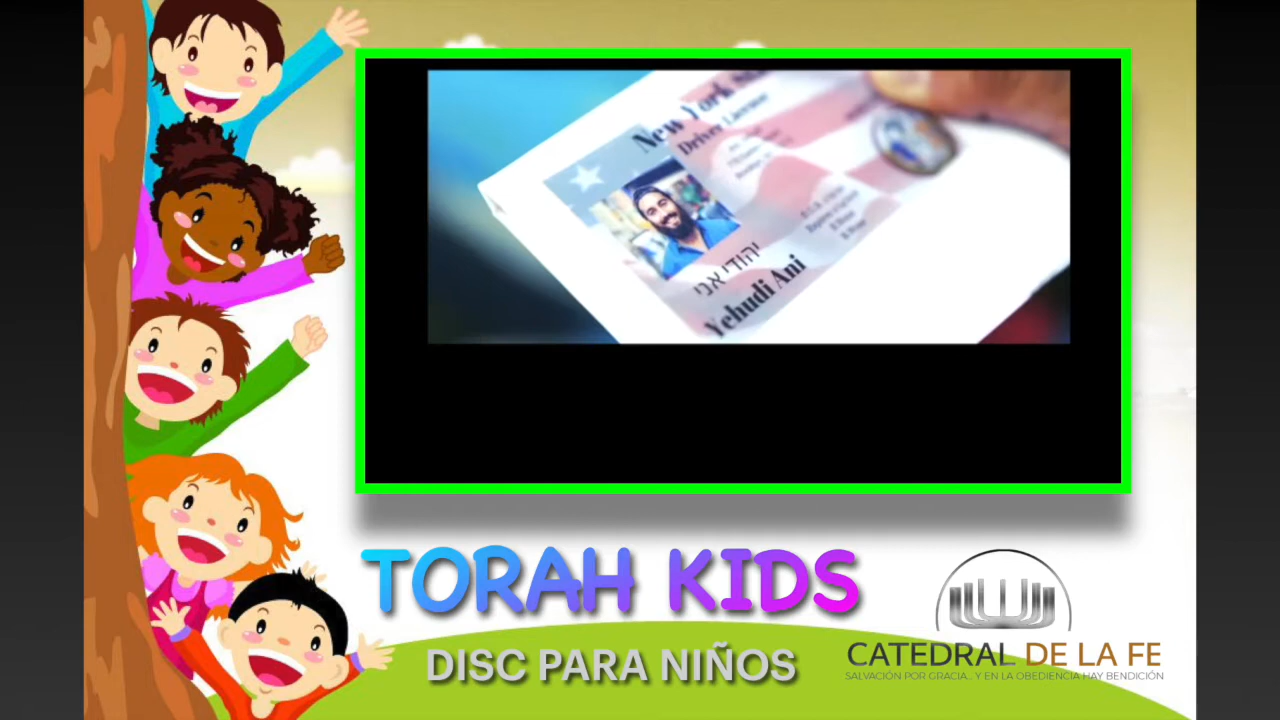 New York
Driver License
יהודי אני
Yehudi Ani
TORAH KIDS
DISC PARA NIÑOS
CATEDRAL DE LA FE
SALVACIÓN POR GRACIA... Y EN LA OBEDIENCIA HAY BENDICIÓN